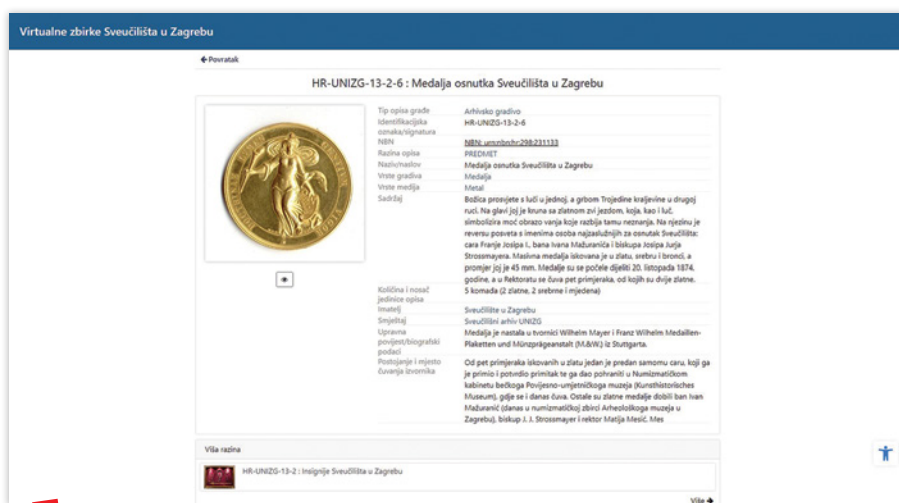 Virtualne zbirke Sveučilišta u Zagrebu
Povratak
HR-UNIZG-13-2-6 : Medalja osnutka Sveučilišta u Zagrebu
Tip opisa građe Arhivsko gradivo
Identifikacijska oznaka/signatura HR-UNIZG-13-2-6
NBN NBN: urn:nbn:hr:298:231133
Razina opisa PREDMET
Naziv/naslov Medalja osnutka Sveučilišta u Zagrebu
Vrste gradiva Medalja
Vrste medija Metal
Sadržaj Božica prosvjete s luči u jednoj, a grbom Trojedine kraljevine u drugoj
ruci. Na glavi joj je kruna sa zlatnom zvi jezdom, koja, kao i luč,
simbolizira moć obrazo vanja koje razbija tamu neznanja. Na njezinu je
reversu posveta s imenima osoba najzaslužnijih za osnutak Sveučilišta:
cara Franje Josipa I., bana Ivana Mažuranića i biskupa Josipa Jurja
Strossmayera. Masivna medalja iskovana je u zlatu, srebru i bronci, a
promjer joj je 45 mm. Medalje su se počele dijeliti 20. listopada 1874.
godine, a u Rektoratu se čuva pet primjeraka, od kojih su dvije zlatne.
Količina i nosač jedinice opisa 5 komada (2 zlatne, 2 srebrne i mjedena)
Imatelj Sveučilište u Zagrebu
Smještaj Sveučilišni arhiv UNIZG
Upravna povijest/biografski podaci Medalja je nastala u tvornici Wilhelm Mayer i Franz Wilhelm Medaillen-
Plaketten und Münzprägeanstalt (M.&W.) iz Stuttgarta.
Postojanje i mjesto čuvanja izvornika Od pet primjeraka iskovanih u zlatu jedan je predan samomu caru, koji ga
je primio i potvrdio primitak te ga dao pohraniti u Numizmatičkom
kabinetu bečkoga Povijesno-umjetničkoga muzeja (Kunsthistorisches
Museum), gdje se i danas čuva. Ostale su zlatne medalje dobili ban Ivan
Mažuranić (danas u numizmatičkoj zbirci Arheološkoga muzeja u
Zagrebu), biskup J. J. Strossmayer i rektor Matija Mesić. Mes
Viša razina
HR-UNIZG-13-2 : Insignije Sveučilišta u Zagrebu
Više